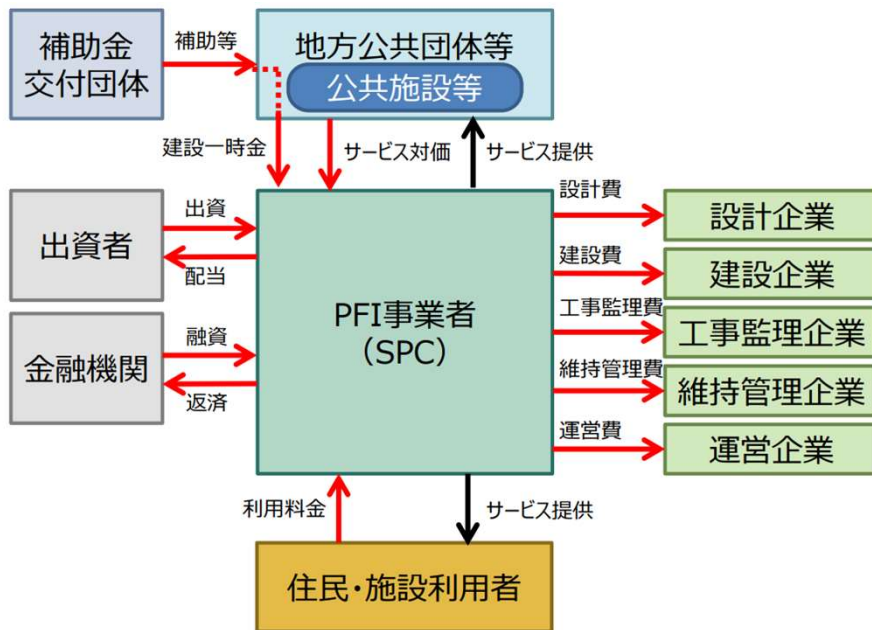 補助金
交付団体
補助等
地方公共団体等
公共施設等
建設一時金
サービス対価
サービス提供
出資者
出資
配当
金融機関
融資
返済
PFI事業者
（SPC）
設計費
設計企業
建設費
建設企業
工事監理費
工事監理企業
維持管理費
維持管理企業
運営費
運営企業
利用料金
サービス提供
住民・施設利用者